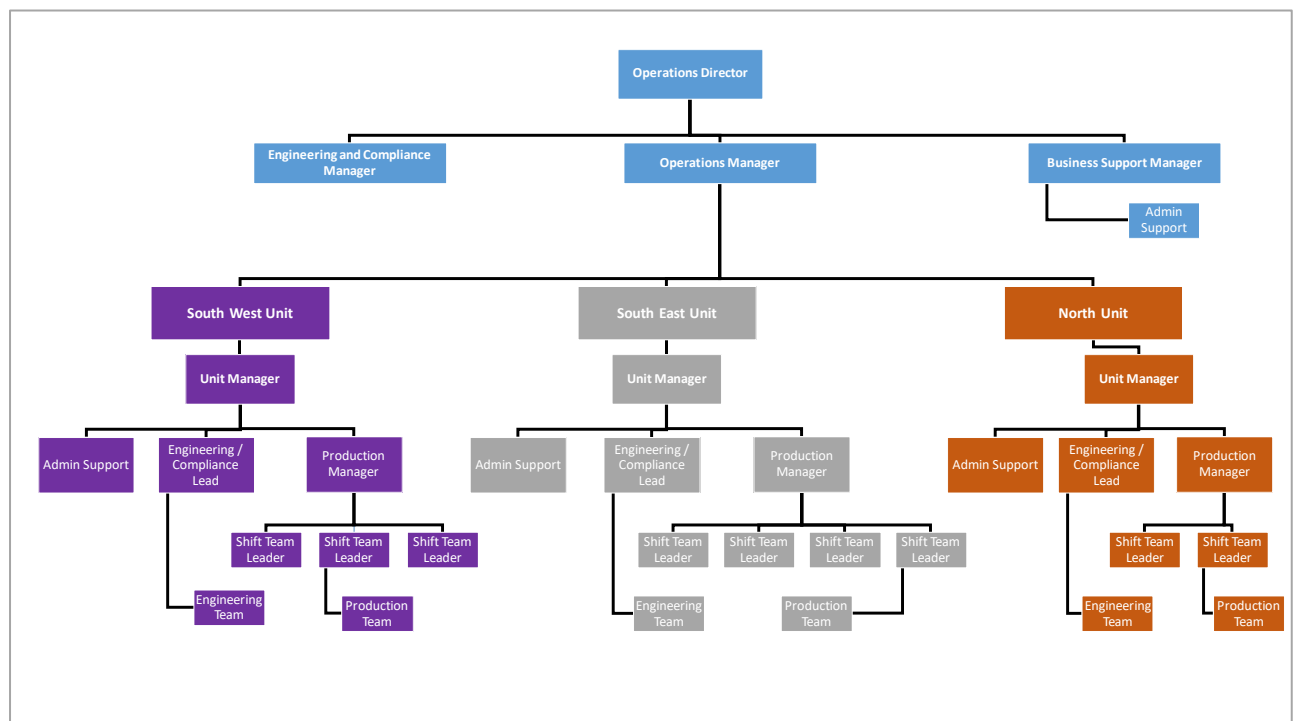 Operations Director
Engineering and Compliance
Manager
Operations Manager
Business Support Manager
Admin
Support
South West Unit
South East Unit
North Unit
Unit Manager
Unit Manager
Unit Manager
Admin Support
Engineering /
Compliance
Lead
Production
Manager
Admin Support
Engineering /
Compliance
Lead
Production
Manager
Admin Support
Engineering /
Compliance
Lead
Production
Manager
Shift Team
Leader
Shift Team
Leader
Shift Team
Leader
Shift Team
Leader
Shift Team
Leader
Shift Team
Leader
Shift Team
Leader
Shift Team
Leader
Shift Team
Leader
Engineering
Team
Production
Team
Engineering
Team
Production
Team
Engineering
Team
Production
Team